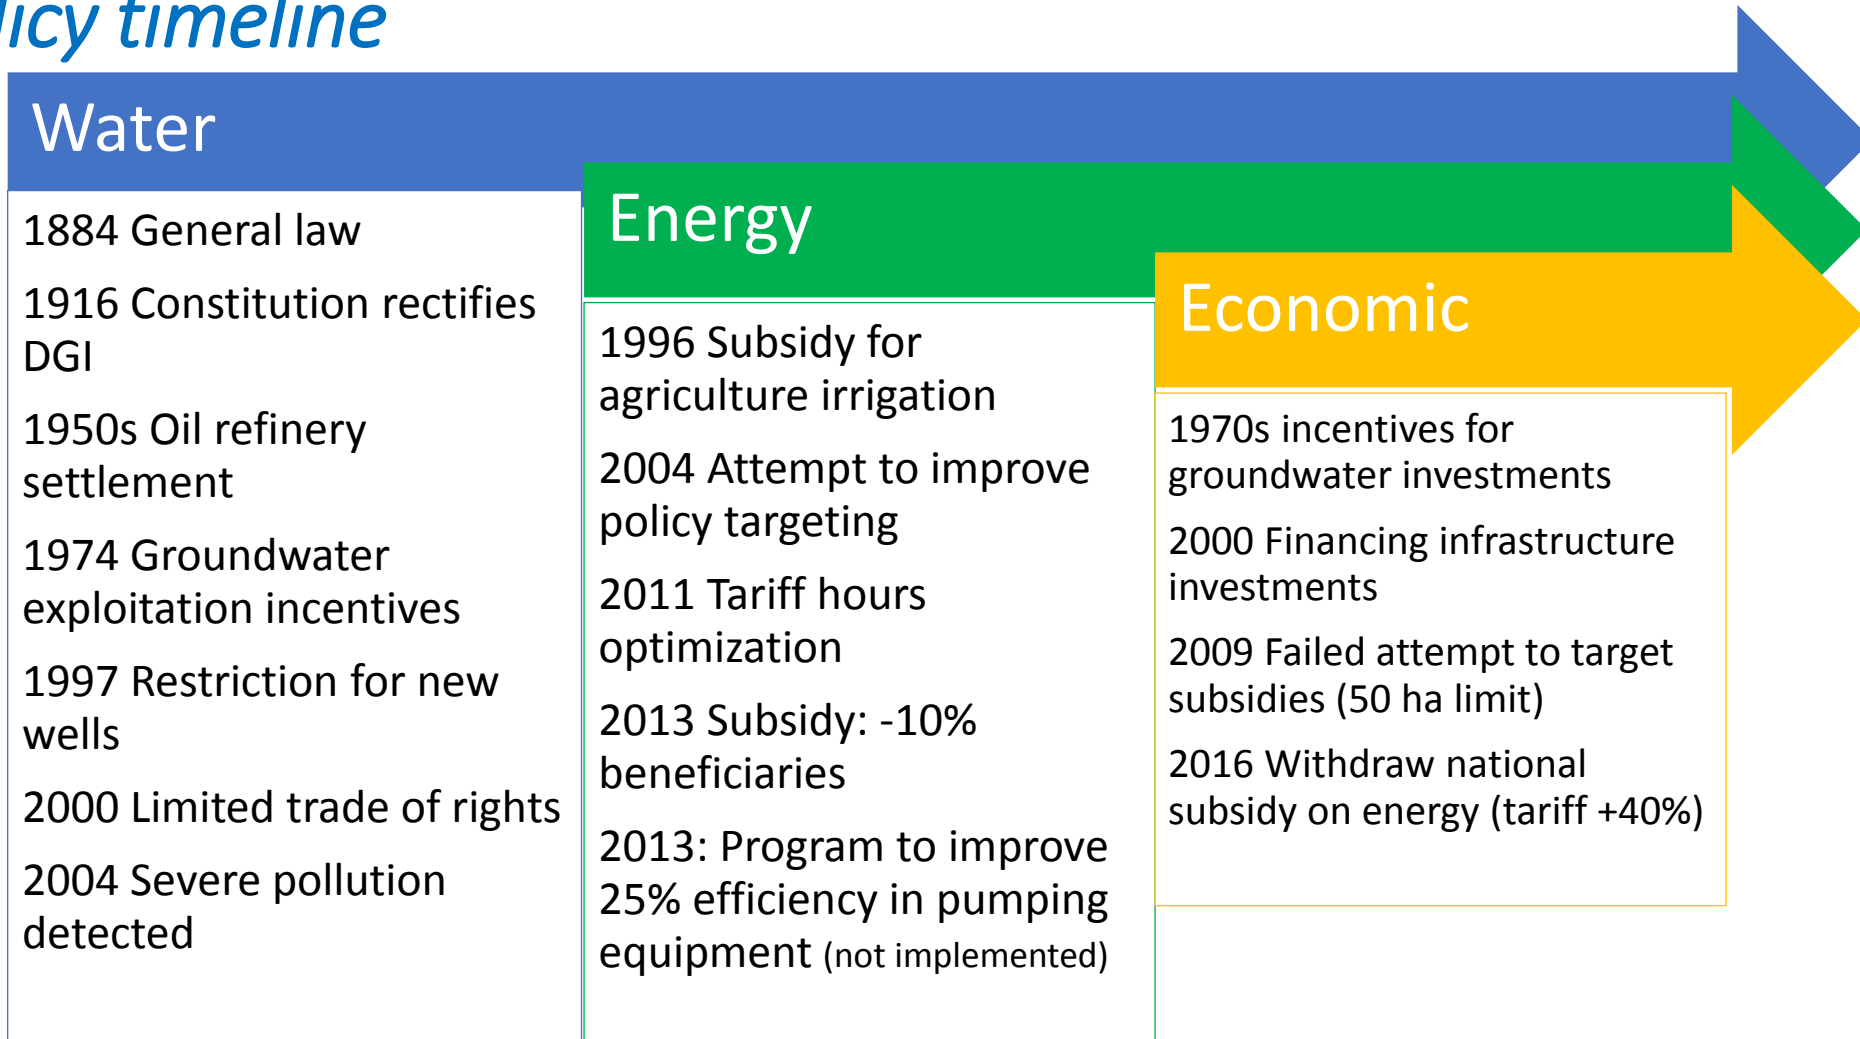 licy timeline
Water
1884 General law
1916 Constitution rectifies
DGI
1950s Oil refinery
settlement
1974 Groundwater
exploitation incentives
1997 Restriction for new
wells
2000 Limited trade of rights
2004 Severe pollution
detected
Energy
1996 Subsidy for
agriculture irrigation
2004 Attempt to improve
policy targeting
2011 Tariff hours
optimization
2013 Subsidy: -10%
beneficiaries
2013: Program to improve
25% efficiency in pumping
equipment (not implemented)
Economic
1970s incentives for
groundwater investments
2000 Financing infrastructure
investments
2009 Failed attempt to target
subsidies (50 ha limit)
2016 Withdraw national
subsidy on energy (tariff +40%)